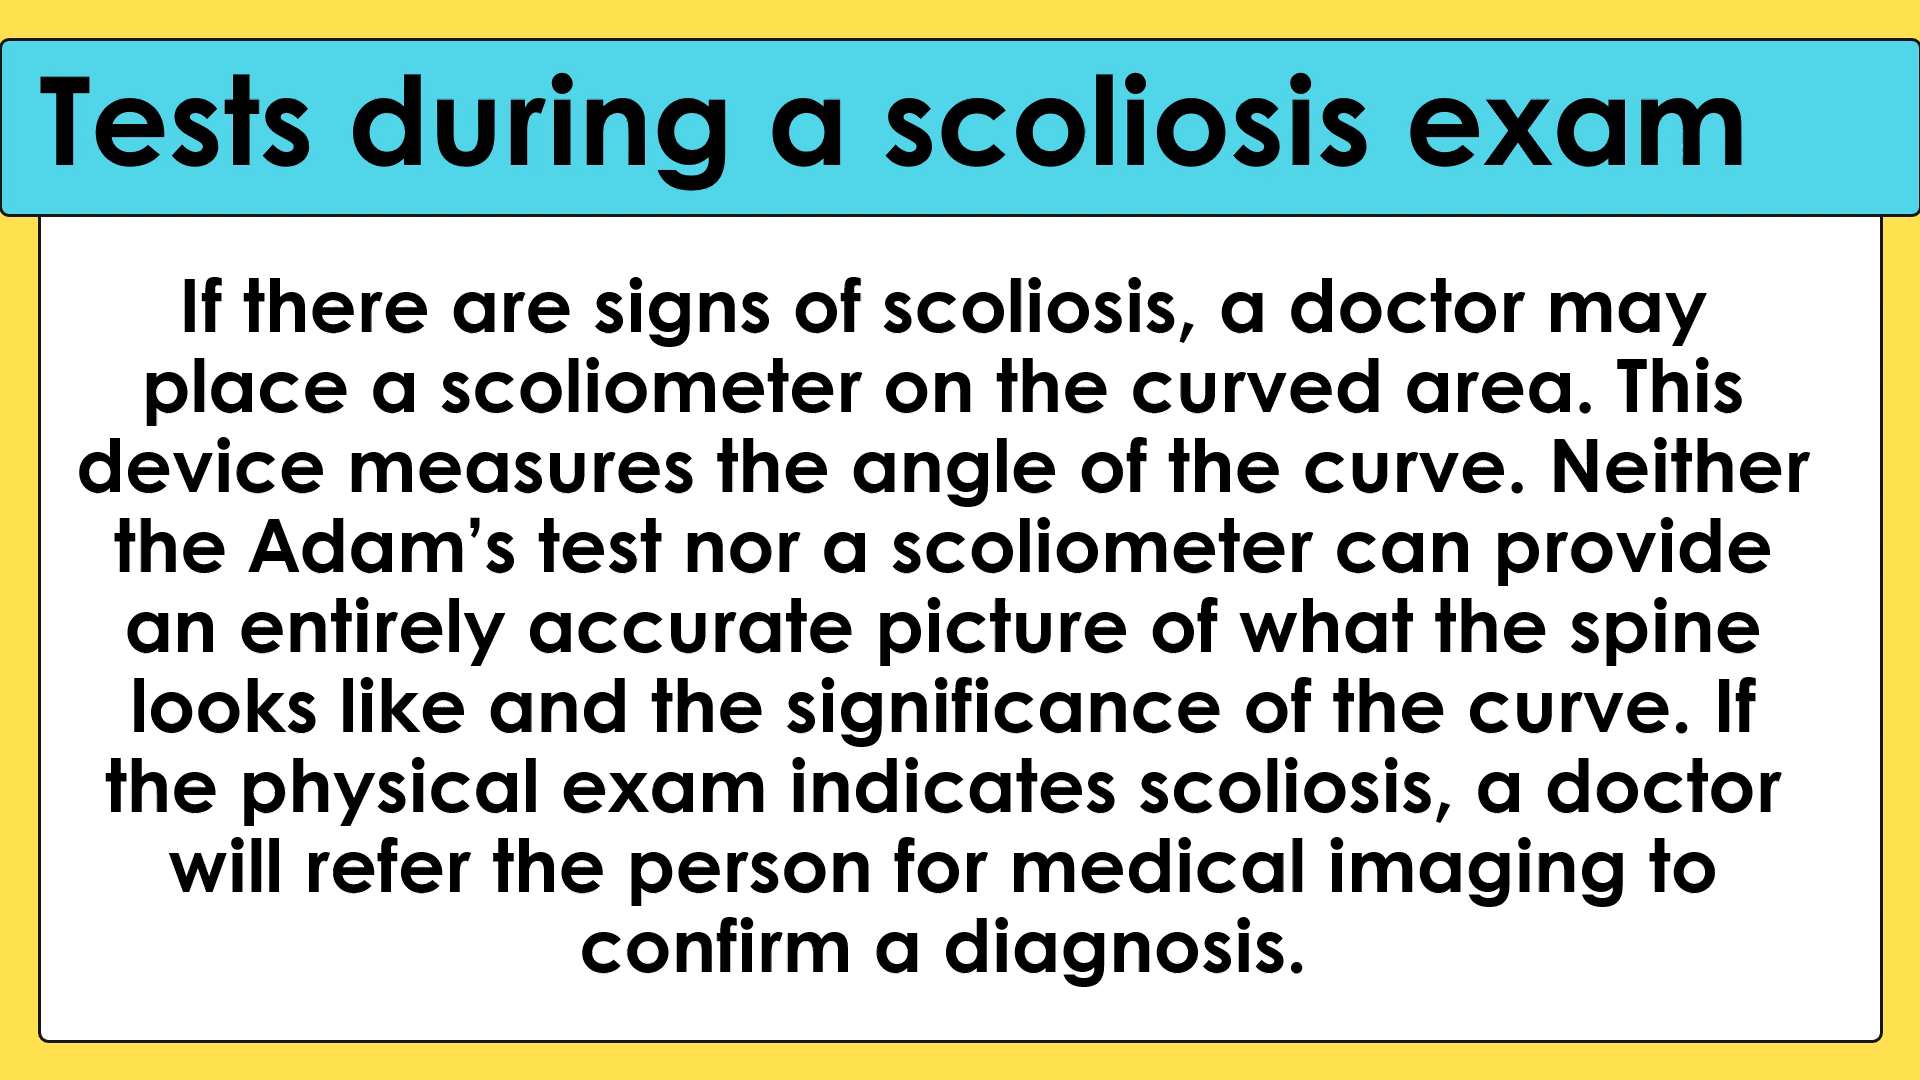 Tests during a scoliosis exam
If there are signs of scoliosis, a doctor may
place a scoliometer on the curved area. This
device measures the angle of the curve. Neither
the Adam’s test nor a scoliometer can provide
an entirely accurate picture of what the spine
looks like and the significance of the curve. If
the physical exam indicates scoliosis, a doctor
will refer the person for medical imaging to
confirm a diagnosis.